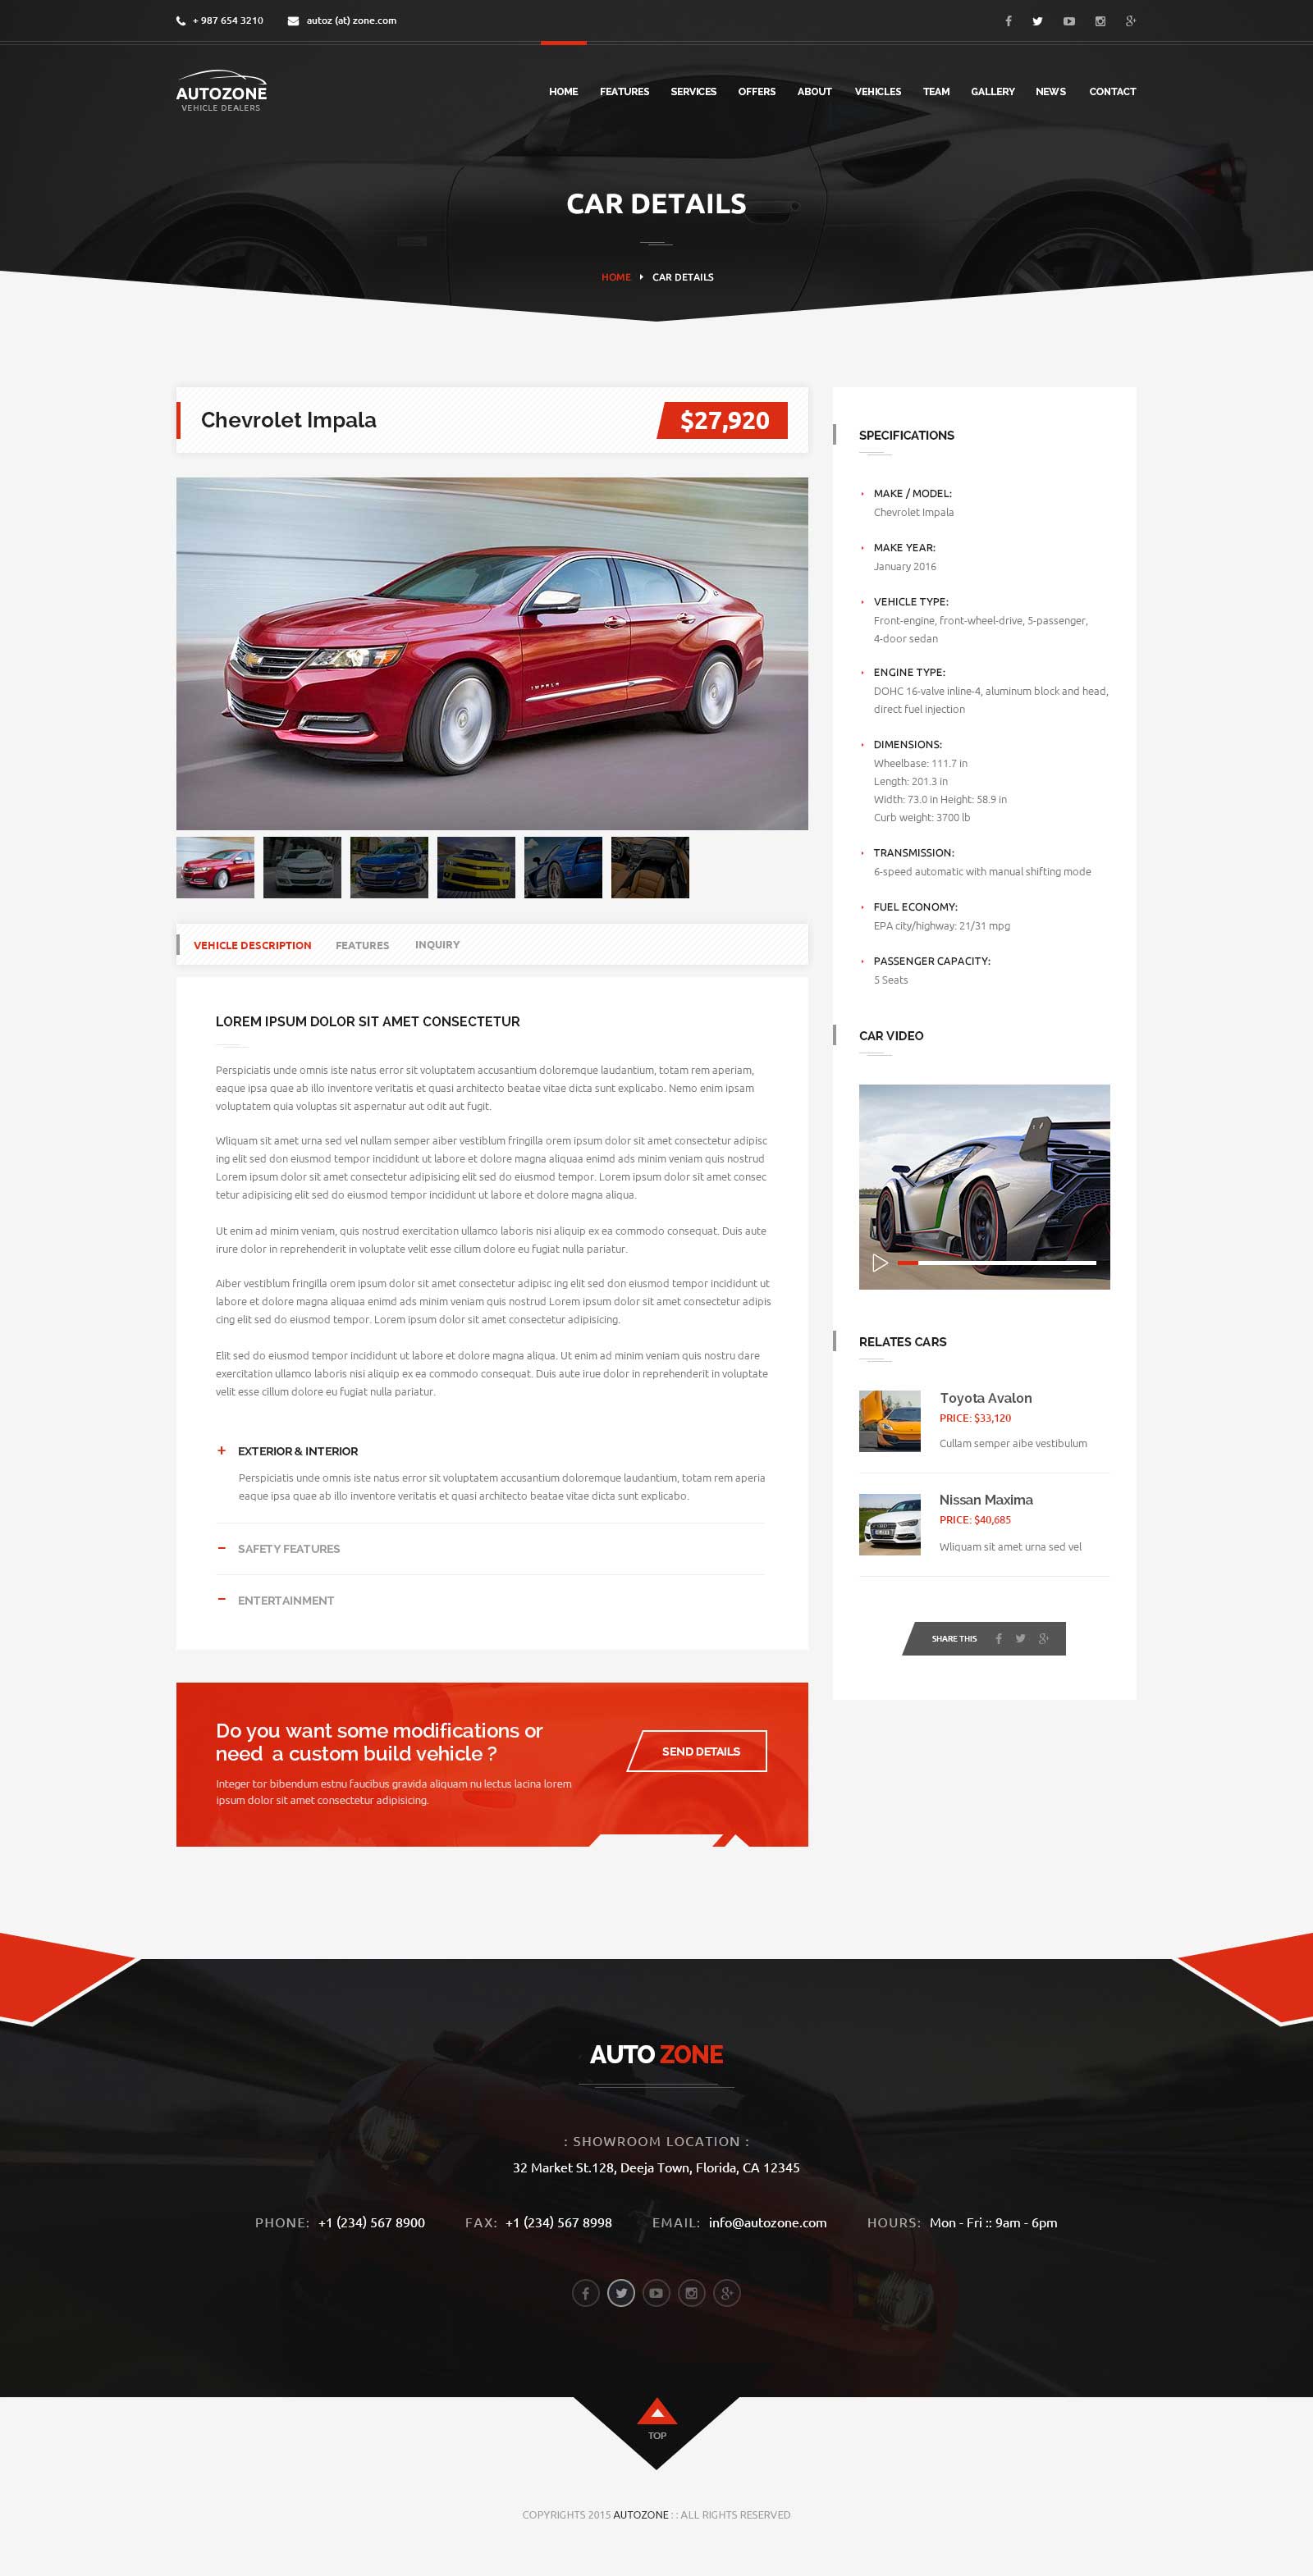 + 987 654 3210 autoz (at) zone.com
AUTOZONE
VEHICLE DEALERS
HOME FEATURES SERVICES OFFERS ABOUT VEHICLES TEAM GALLERY NEWS CONTACT
CAR DETAILS
HOME CAR DETAILS
Chevrolet Impala
$27,920
IMPALA
VEHICLE DESCRIPTION FEATURES INQUIRY
LOREM IPSUM DOLOR SIT AMET CONSECTETUR
Perspiciatis unde omnis iste natus error sit voluptatem accusantium doloremque laudantium, totam rem aperiam,
eaque ipsa quae ab illo inventore veritatis et quasi architecto beatae vitae dicta sunt explicabo. Nemo enim ipsam
voluptatem quia voluptas sit aspernatur aut odit aut fugit.
Wliquam sit amet urna sed vel nullam semper aiber vestiblum fringilla orem ipsum dolor sit amet consectetur adipisc
ing elit sed don eiusmod tempor incididunt ut labore et dolore magna aliquaa enimd ads minim veniam quis nostrud
Lorem ipsum dolor sit amet consectetur adipisicing elit sed do eiusmod tempor. Lorem ipsum dolor sit amet consec
tetur adipisicing elit sed do eiusmod tempor incididunt ut labore et dolore magna aliqua.
Ut enim ad minim veniam, quis nostrud exercitation ullamco laboris nisi aliquip ex ea commodo consequat. Duis aute
irure dolor in reprehenderit in voluptate velit esse cillum dolore eu fugiat nulla pariatur.
Aiber vestiblum fringilla orem ipsum dolor sit amet consectetur adipisc ing elit sed don eiusmod tempor incididunt ut
labore et dolore magna aliquaa enimd ads minim veniam quis nostrud Lorem ipsum dolor sit amet consectetur adipis
cing elit sed do eiusmod tempor. Lorem ipsum dolor sit amet consectetur adipisicing.
Elit sed do eiusmod tempor incididunt ut labore et dolore magna aliqua. Ut enim ad minim veniam quis nostru dare
exercitation ullamco laboris nisi aliquip ex ea commodo consequat. Duis aute irue dolor in reprehenderit in voluptate
velit esse cillum dolore eu fugiat nulla pariatur.
+ EXTERIOR & INTERIOR
Perspiciatis unde omnis iste natus error sit voluptatem accusantium doloremque laudantium, totam rem aperia
eaque ipsa quae ab illo inventore veritatis et quasi architecto beatae vitae dicta sunt explicabo.
– SAFETY FEATURES
– ENTERTAINMENT
Do you want some modifications or
need a custom build vehicle ?
Integer tor bibendum estnu faucibus gravida aliquam nu lectus lacina lorem
ipsum dolor sit amet consectetur adipisicing.
SEND DETAILS
SPECIFICATIONS
MAKE / MODEL:
Chevrolet Impala
MAKE YEAR:
January 2016
VEHICLE TYPE:
Front-engine, front-wheel-drive, 5-passenger,
4-door sedan
ENGINE TYPE:
DOHC 16-valve inline-4, aluminum block and head,
direct fuel injection
DIMENSIONS:
Wheelbase: 111.7 in
Length: 201.3 in
Width: 73.0 in Height: 58.9 in
Curb weight: 3700 lb
TRANSMISSION:
6-speed automatic with manual shifting mode
FUEL ECONOMY:
EPA city/highway: 21/31 mpg
PASSENGER CAPACITY:
5 Seats
CAR VIDEO
RELATES CARS
Toyota Avalon
PRICE: $33,120
Cullam semper aibe vestibulum
Nissan Maxima
PRICE: $40,685
Wliquam sit amet urna sed vel
SHARE THIS
AUTO ZONE
: SHOWROOM LOCATION :
32 Market St.128, Deeja Town, Florida, CA 12345
PHONE: +1 (234) 567 8900 FAX: +1 (234) 567 8998 EMAIL: info@autozone.com HOURS: Mon - Fri :: 9am - 6pm
TOP
COPYRIGHTS 2015 AUTOZONE : : ALL RIGHTS RESERVED